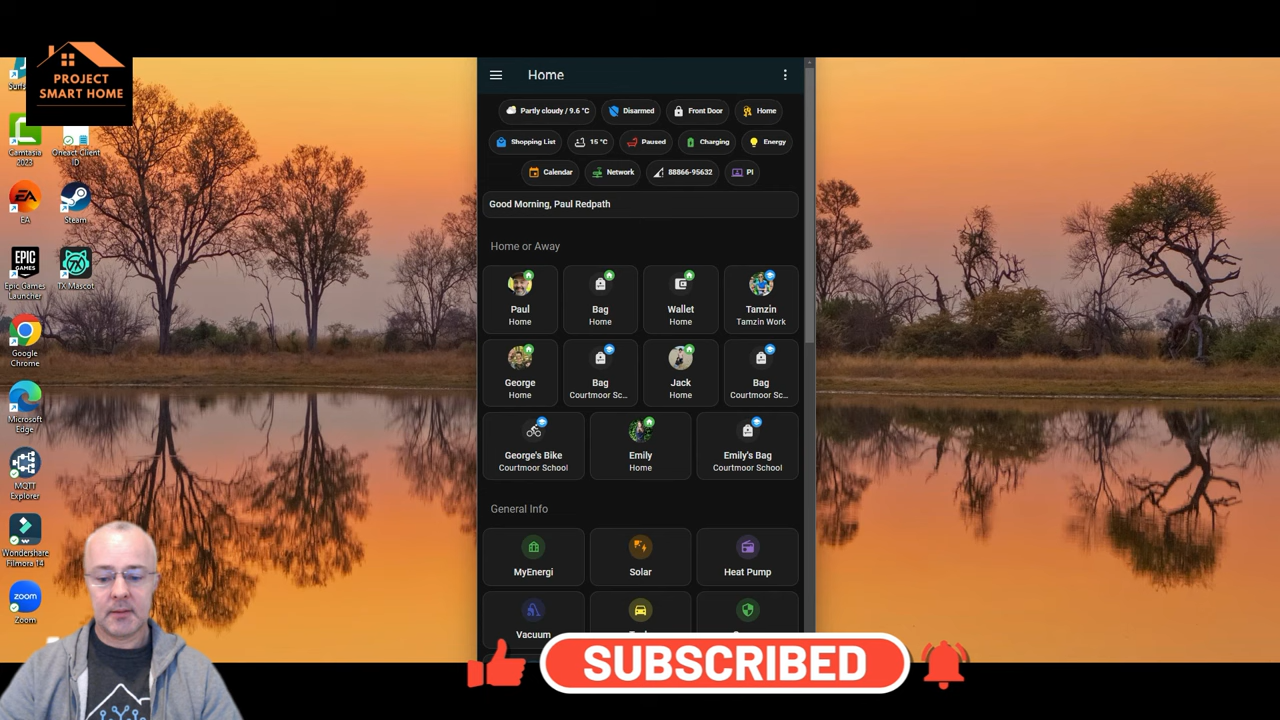 PROJECT
SMART HOME
Camtasia
2023
Oneact Client
ID
EA
Steam
Epic Games
Launcher
TX Mascot
Google
Chrome
Microsoft
Edge
MQTT
Explorer
Wondershare
Filmora 14
Zoom
EPIC
GAMES
zoom
Home
Partly cloudy / 9.6 °C
Disarmed
Front Door
Home
Shopping List
15 °C
Paused
Charging
Energy
Calendar
Network
88866-95632
PI
Good Morning, Paul Redpath
Home or Away
Paul
Home
Bag
Home
Wallet
Home
Tamzin
Tamzin Work
George
Home
Bag
Courtmoor Sc...
Jack
Home
Bag
Courtmoor Sc...
George's Bike
Courtmoor School
Emily
Home
Emily's Bag
Courtmoor School
General Info
MyEnergi
Solar
Heat Pump
Vacuum
SUBSCRIBED